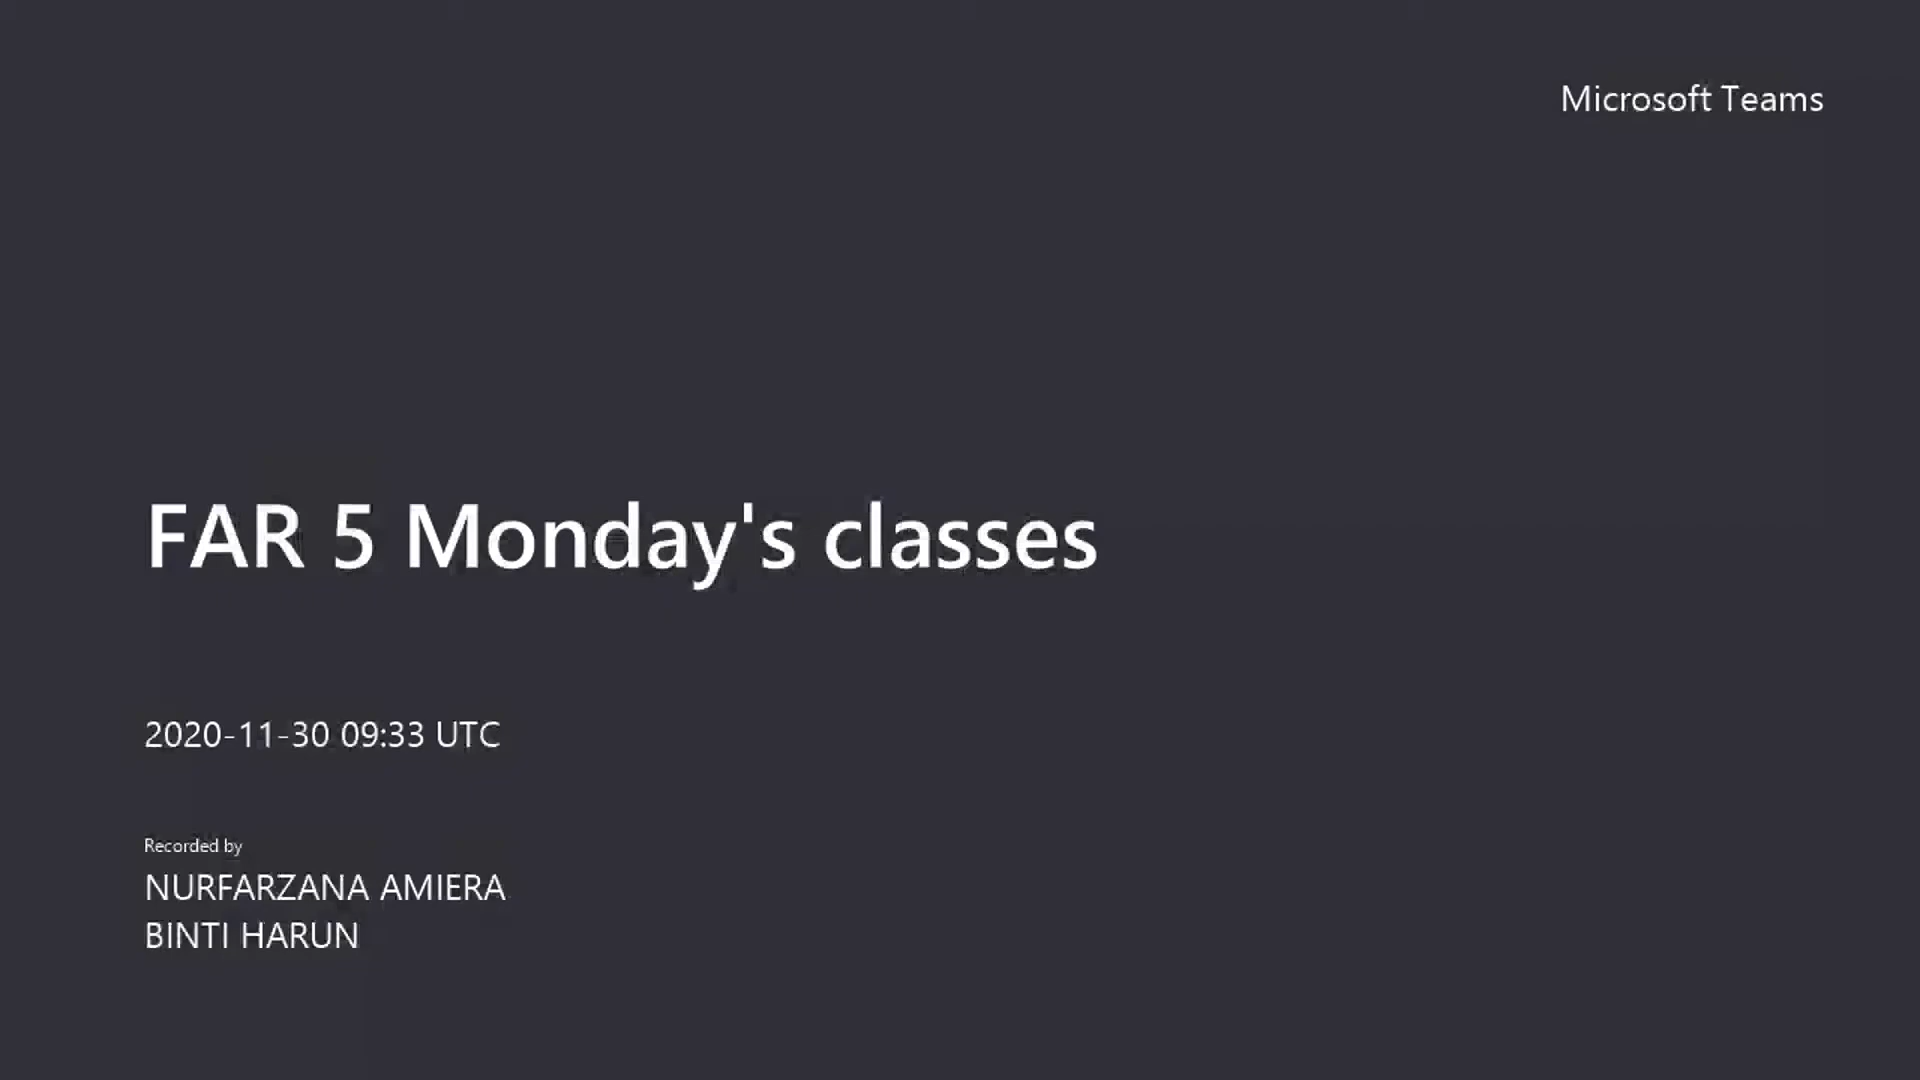 Microsoft Teams
FAR 5 Monday's classes
2020-11-30 09:33 UTC
Recorded by
NURFARZANA AMIERA
BINTI HARUN